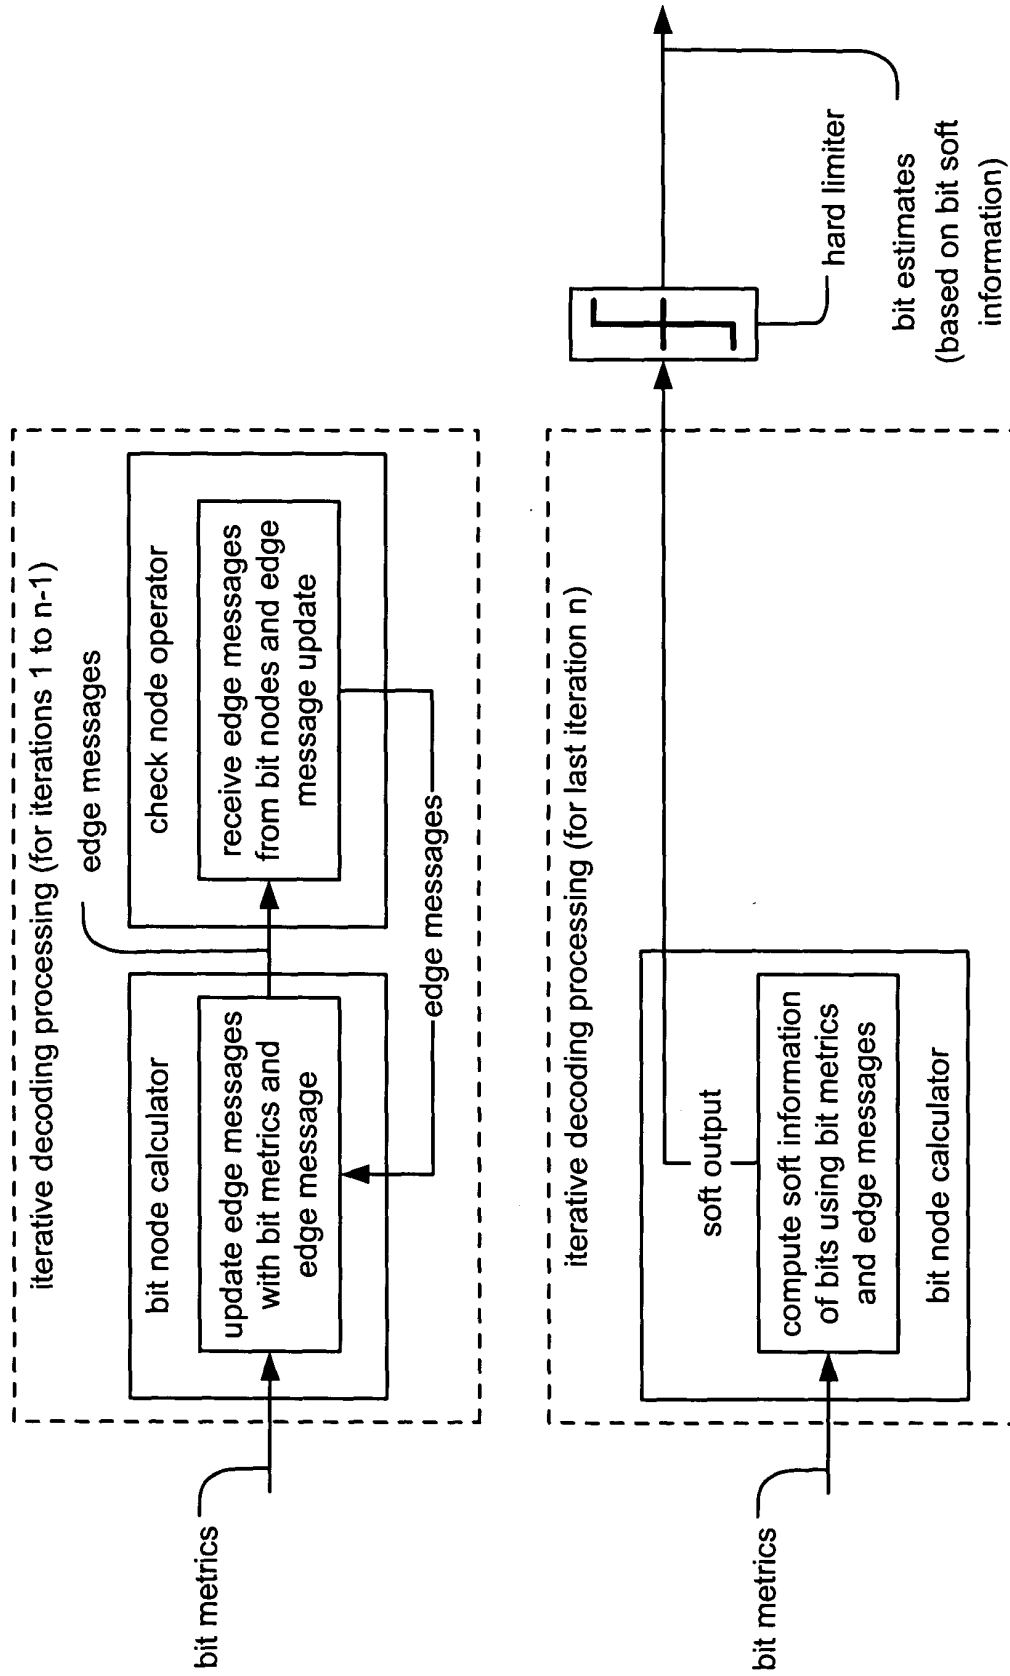 iterative decoding processing (for iterations 1 to n-1)
edge messages
bit node calculator
check node operator
bit metrics
update edge messages
with bit metrics and
edge message
receive edge messages
from bit nodes and edge
message update
edge messages
iterative decoding processing (for last iteration n)
soft output
bit metrics
compute soft information
of bits using bit metrics
and edge messages
bit node calculator
hard limiter
bit estimates
(based on bit soft
information)